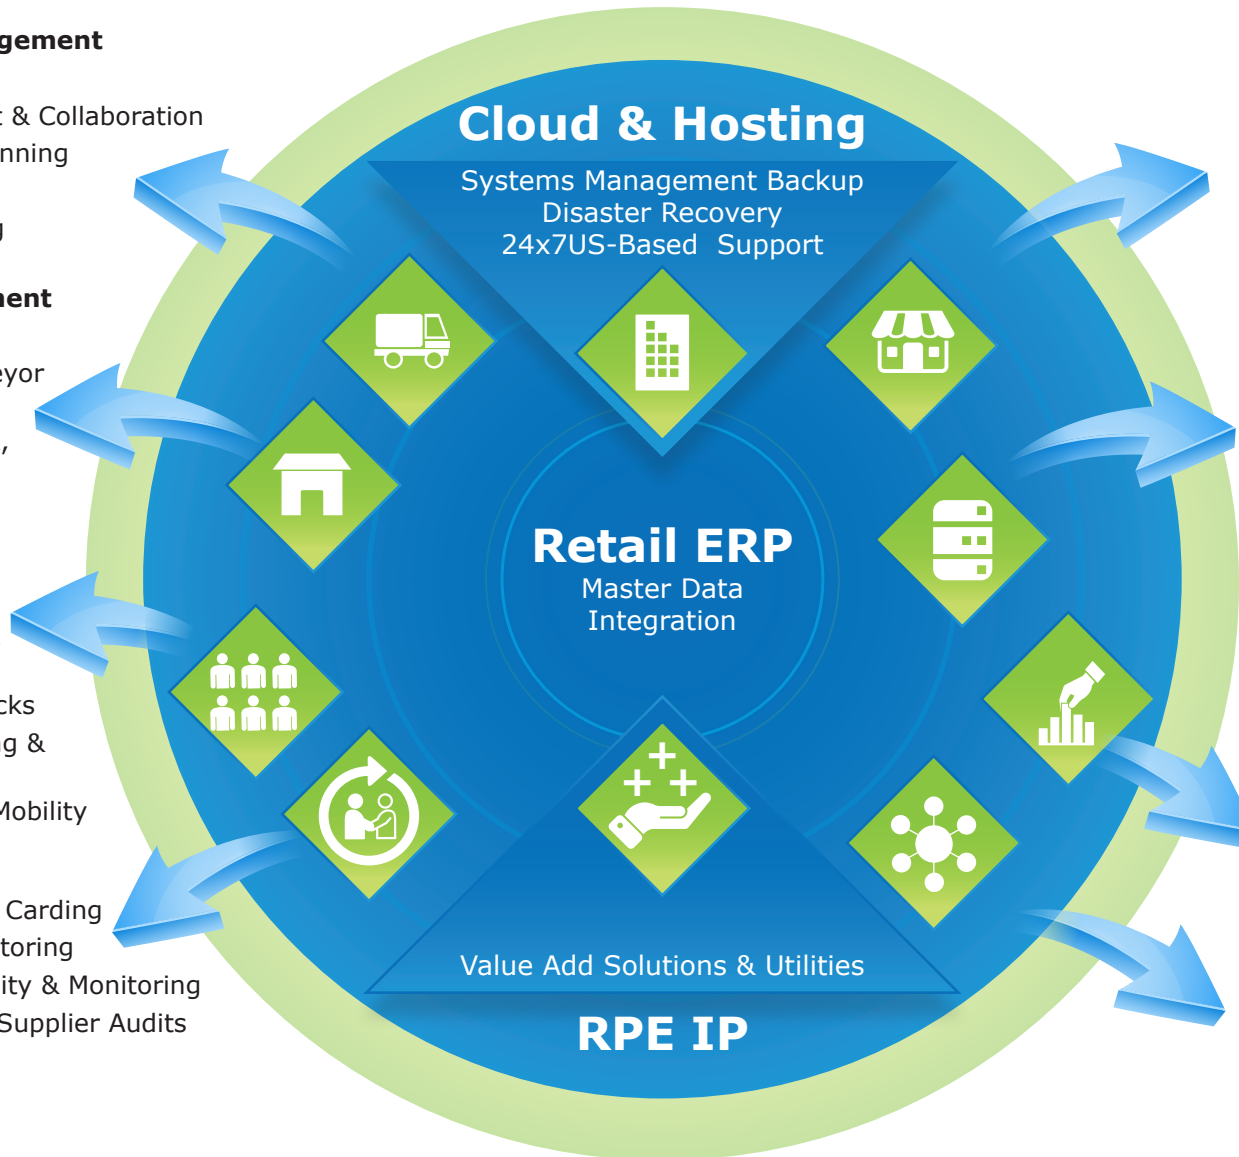 gement
& Collaboration
nning
g
ment
eyor
,
cks
g &
Mobility
Carding
toring
ity & Monitoring
Supplier Audits
Cloud & Hosting
Systems Management Backup
Disaster Recovery
24x7US-Based  Support
Retail ERP
Master Data
Integration
Value Add Solutions & Utilities
RPE IP